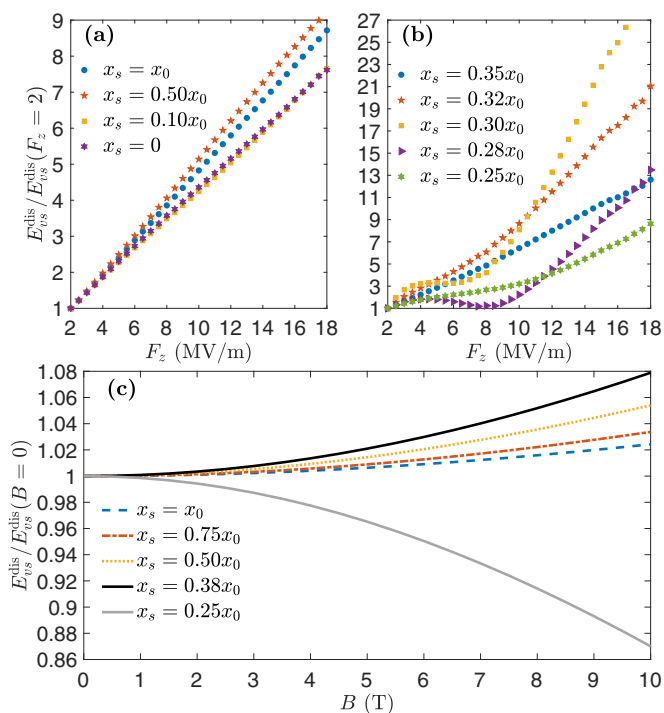 (a)
x_s = x_0
x_s = 0.50x_0
x_s = 0.10x_0
x_s = 0
E_{vs}^{dis}/E_{vs}^{dis}(F_z = 2)
9
8
7
6
5
4
3
2
1
2 4 6 8 10 12 14 16 18
F_z (MV/m)
(b)
x_s = 0.35x_0
x_s = 0.32x_0
x_s = 0.30x_0
x_s = 0.28x_0
x_s = 0.25x_0
27
25
23
21
19
17
15
13
11
9
7
5
3
1
2 4 6 8 10 12 14 16 18
F_z (MV/m)
(c)
E_{vs}^{dis}/E_{vs}^{dis}(B = 0)
1.08
1.06
1.04
1.02
1
0.98
0.96
0.94
0.92
0.9
0.88
0.86
x_s = x_0
x_s = 0.75x_0
x_s = 0.50x_0
x_s = 0.38x_0
x_s = 0.25x_0
0 1 2 3 4 5 6 7 8 9 10
B (T)